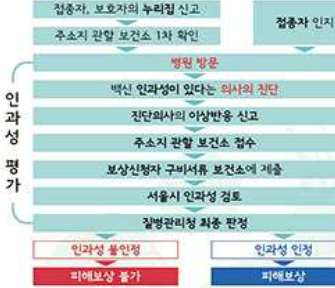 접종자, 보호자의 누리집 신고
접종자 인지
주소지 관할 보건소 1차 확인
병원 방문
백신 인과성이 있다는 의사의 진단
진단의사의 이상반응 신고
주소지 관할 보건소 접수
보상신청자 구비서류 보건소에 제출
서울시 인과성 검토
질병관리청 최종 판정
인과성 평가
인과성 불인정
인과성 인정
피해보상 불가
피해보상